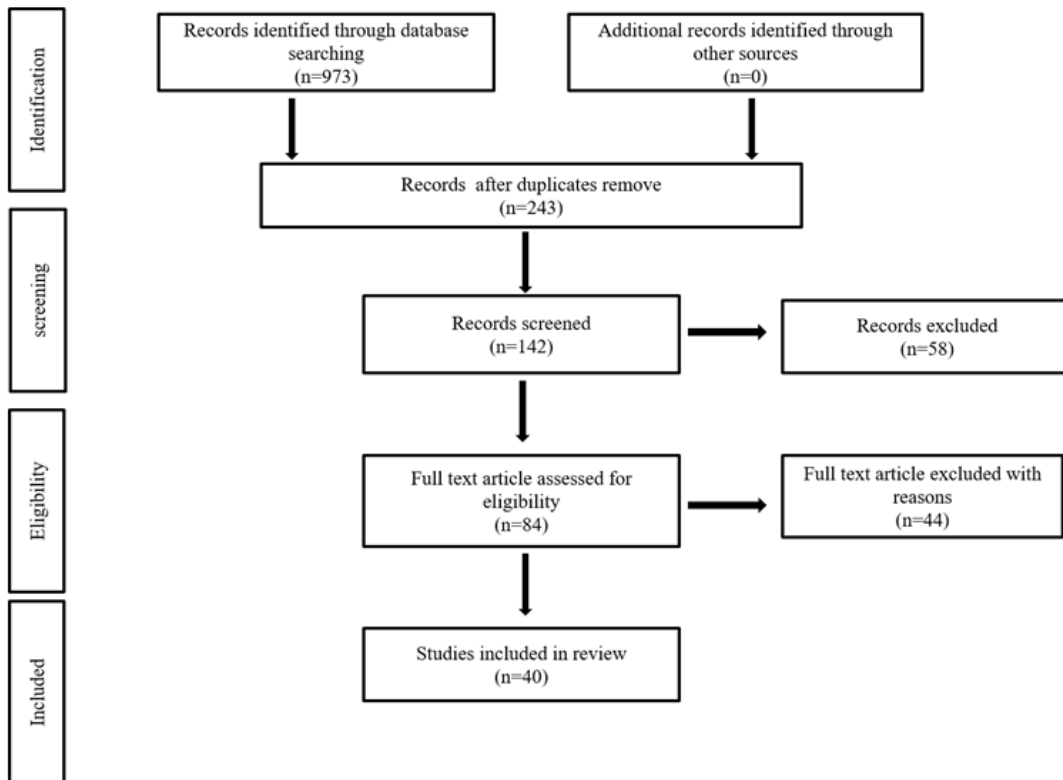 Identification
Records identified through database
searching
(n=973)
Additional records identified through
other sources
(n=0)
Records after duplicates remove
(n=243)
screening
Records screened
(n=142)
Records excluded
(n=58)
Eligibility
Full text article assessed for
eligibility
(n=84)
Full text article excluded with
reasons
(n=44)
Included
Studies included in review
(n=40)